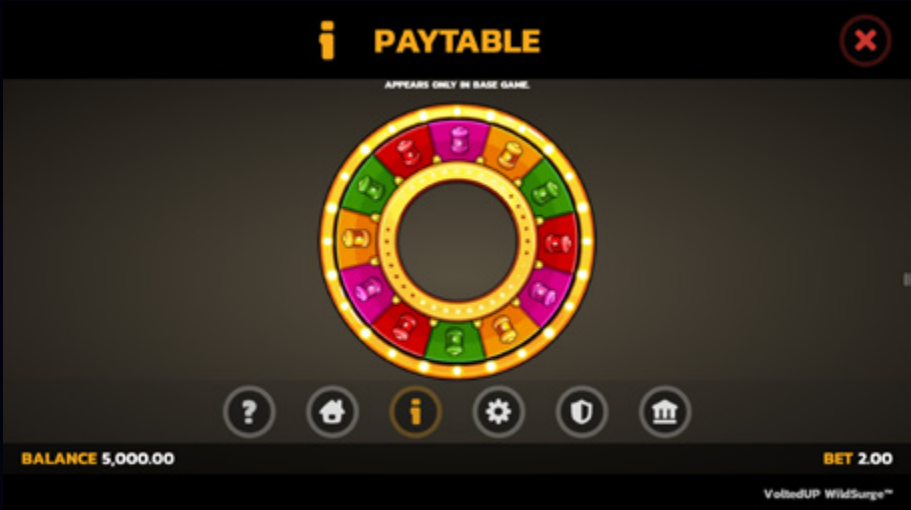 PAYTABLE
APPEARS ONLY IN BASE GAME.
BALANCE 5,000.00
BET 2.00
VoltedUP WildSurge™